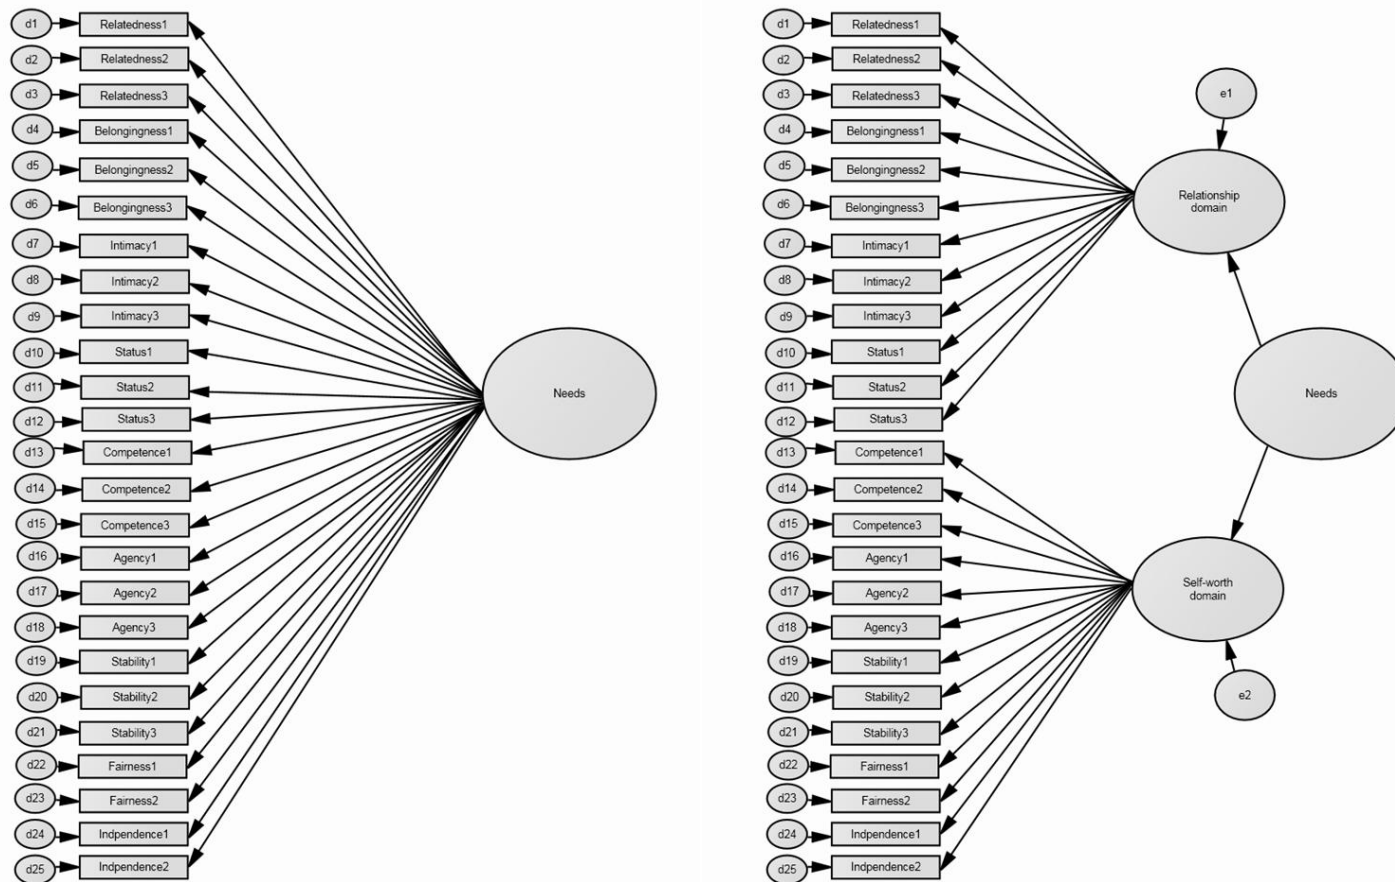 d1 Relatedness1
d2 Relatedness2
d3 Relatedness3
d4 Belongingness1
d5 Belongingness2
d6 Belongingness3
d7 Intimacy1
d8 Intimacy2
d9 Intimacy3
d10 Status1
d11 Status2
d12 Status3
d13 Competence1
d14 Competence2
d15 Competence3
d16 Agency1
d17 Agency2
d18 Agency3
d19 Stability1
d20 Stability2
d21 Stability3
d22 Fairness1
d23 Fairness2
d24 Indpendence1
d25 Indpendence2
Needs
d1 Relatedness1
d2 Relatedness2
d3 Relatedness3
d4 Belongingness1
d5 Belongingness2
d6 Belongingness3
d7 Intimacy1
d8 Intimacy2
d9 Intimacy3
d10 Status1
d11 Status2
d12 Status3
d13 Competence1
d14 Competence2
d15 Competence3
d16 Agency1
d17 Agency2
d18 Agency3
d19 Stability1
d20 Stability2
d21 Stability3
d22 Fairness1
d23 Fairness2
d24 Indpendence1
d25 Indpendence2
e1
Relationship
domain
Needs
Self-worth
domain
e2